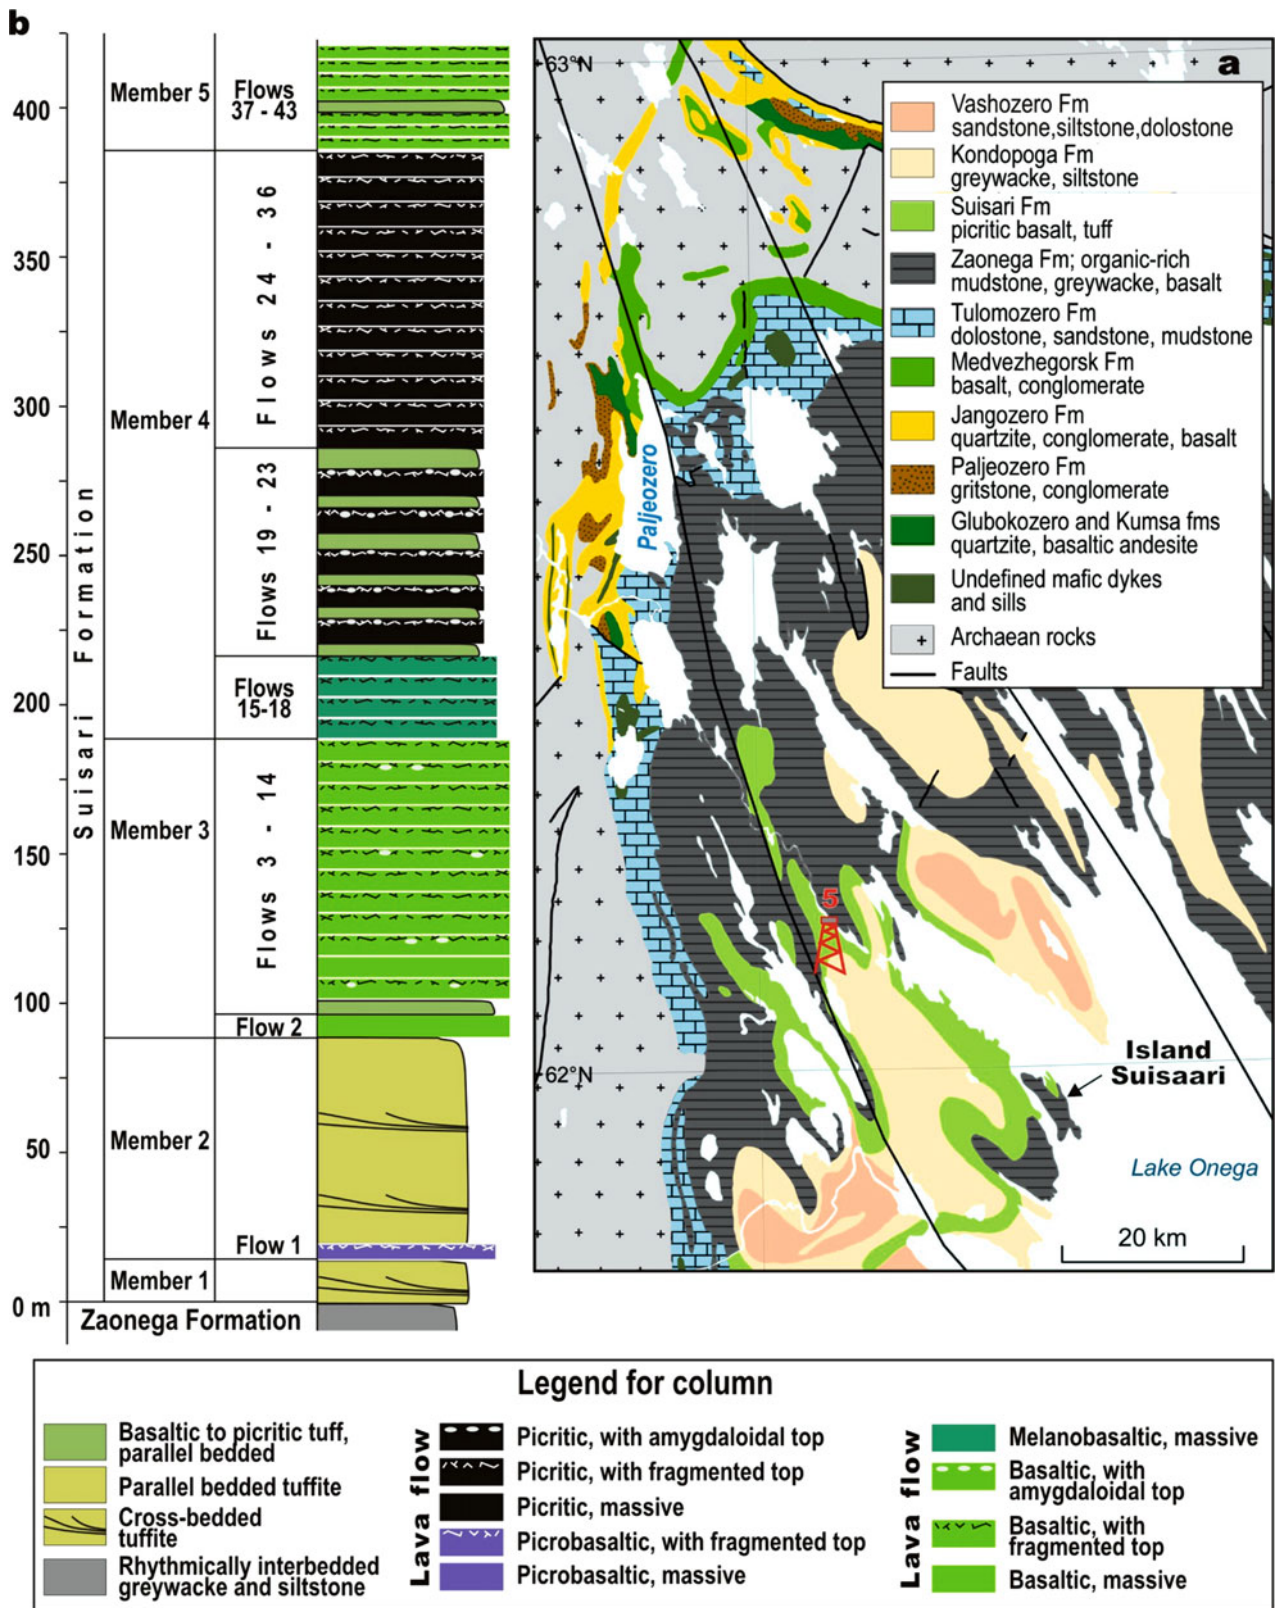 b
400
350
300
250
200
150
100
50
0 m
Suisari Formation
Member 5
Member 4
Member 3
Member 2
Member 1
Flows
37 - 43
Flows 24 - 36
Flows 19 - 23
Flows
15-18
Flows 3 - 14
Flow 2
Flow 1
Zaonega Formation
a
63°N
62°N
Vashozero Fm
sandstone,siltstone,dolostone
Kondopoga Fm
greywacke, siltstone
Suisari Fm
picritic basalt, tuff
Zaonega Fm; organic-rich
mudstone, greywacke, basalt
Tulomozero Fm
dolostone, sandstone, mudstone
Medvezhegorsk Fm
basalt, conglomerate
Jangozero Fm
quartzite, conglomerate, basalt
Paljeozero Fm
gritstone, conglomerate
Glubokozero and Kumsa fms
quartzite, basaltic andesite
Undefined mafic dykes
and sills
Archaean rocks
Faults
Paljeozero
5
Island
Suisaari
Lake Onega
20 km
Legend for column
Basaltic to picritic tuff,
parallel bedded
Parallel bedded tuffite
Cross-bedded
tuffite
Rhythmically interbedded
greywacke and siltstone
Lava flow
Picritic, with amygdaloidal top
Picritic, with fragmented top
Picritic, massive
Picrobasaltic, with fragmented top
Picrobasaltic, massive
Lava flow
Melanobasaltic, massive
Basaltic, with
amygdaloidal top
Basaltic, with
fragmented top
Basaltic, massive